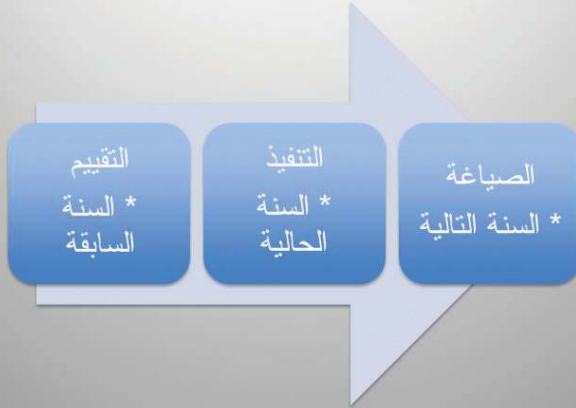 الصياغة
* السنة التالية
التنفيذ
* السنة
الحالية
التقييم
* السنة
السابقة